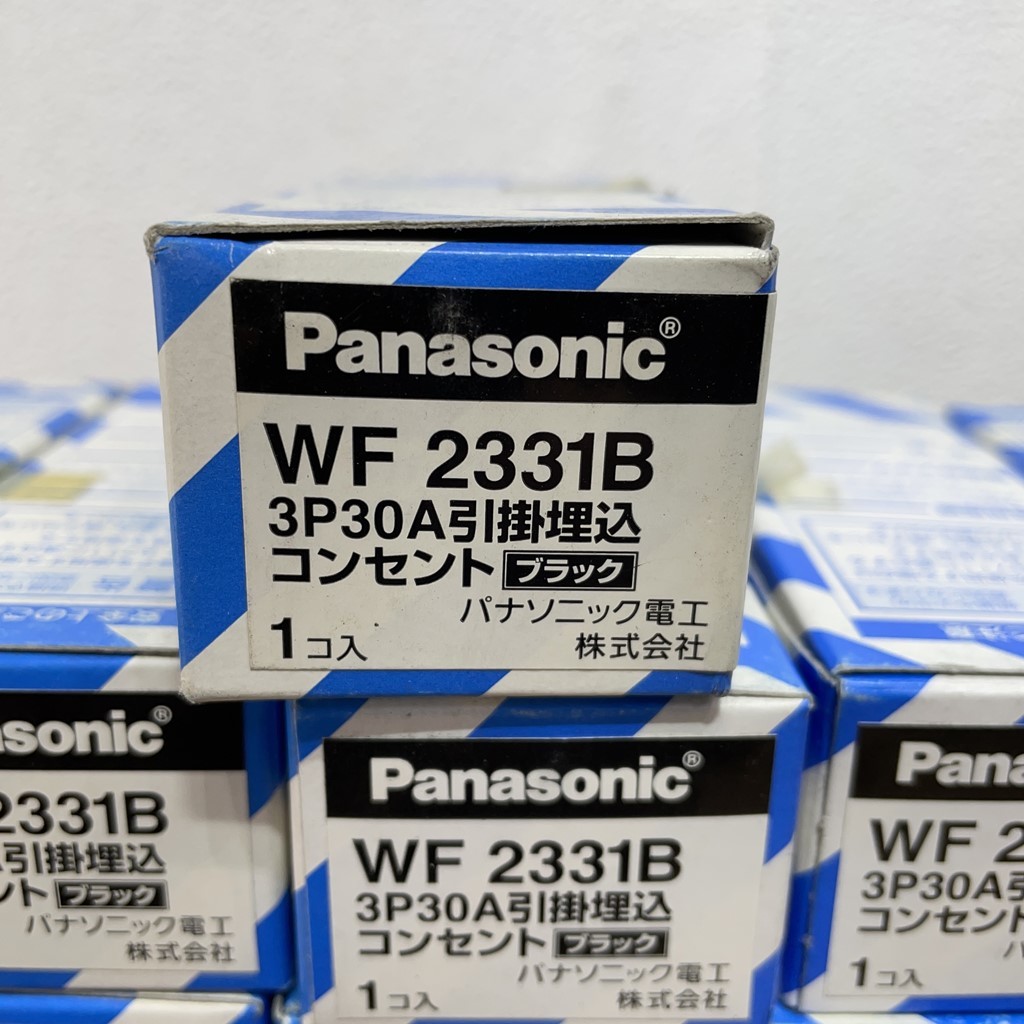 Panasonic®
WF 2331B
3P30A引掛埋込
コンセント ブラック
パナソニック電工
1コ入 株式会社
asonic®
2331B
引掛埋込
ント ブラック
パナソニック電工
株式会社
Panasonic®
WF 2331B
3P30A引掛埋込
コンセント ブラック
パナソニック電工
1コ入 株式会社
Pana
WF 2
3P30A引
コンセント
1コ入